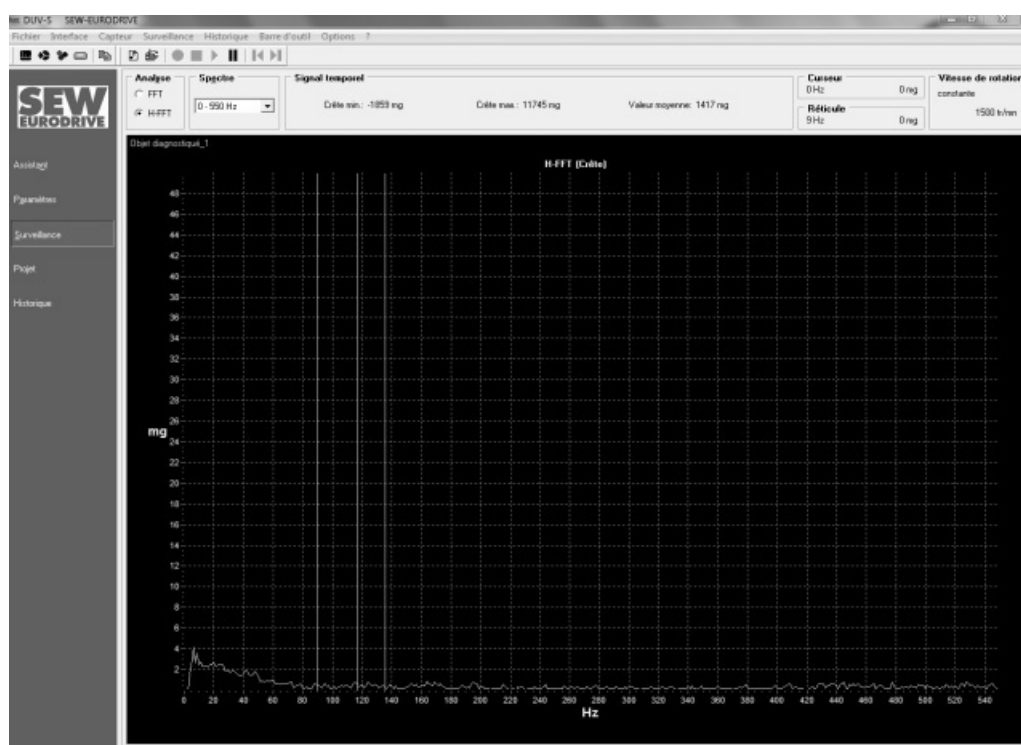 DUV-S SEW-EURODRIVE
Fichier Interface Capteur Surveillance Historique Barre d'outil Options ?
SEW
EURODRIVE
Assistant
Paramètres
Surveillance
Projet
Historique
Analyse
FFT
H-FFT
Spectre
0 - 550 Hz
Signal temporel
Crête min.: -1859 mg
Crête max.: 11745 mg
Valeur moyenne: 1417 mg
Curseur
0 Hz 0 mg
Réticule
9 Hz 0 mg
Vitesse de rotation
constante
1500 tr/mn
Objet diagnostiqué_1
H-FFT (Crête)
48
46
44
42
40
38
36
34
32
30
28
26
mg
24
22
20
18
16
14
12
10
8
6
4
2
0 20 40 60 80 100 120 140 160 180 200 220 240 260 280 300 320 340 360 380 400 420 440 460 480 500 520 540
Hz